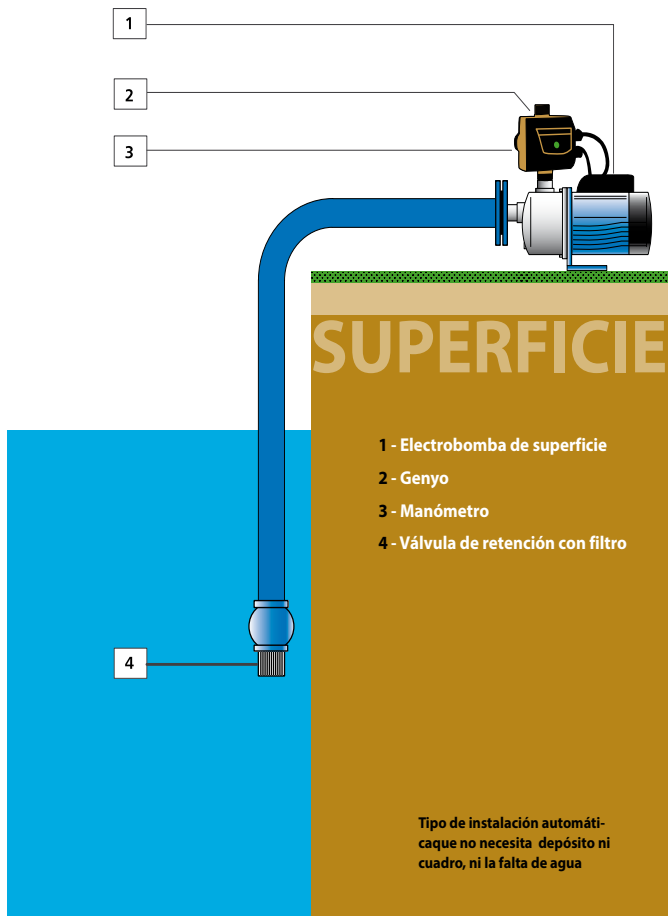 1
2
3
SUPERFICIE
1 - Electrobomba de superficie
2 - Genyo
3 - Manómetro
4 - Válvula de retención con filtro
4
Tipo de instalación automáti-
caque no necesita depósito ni
cuadro, ni la falta de agua